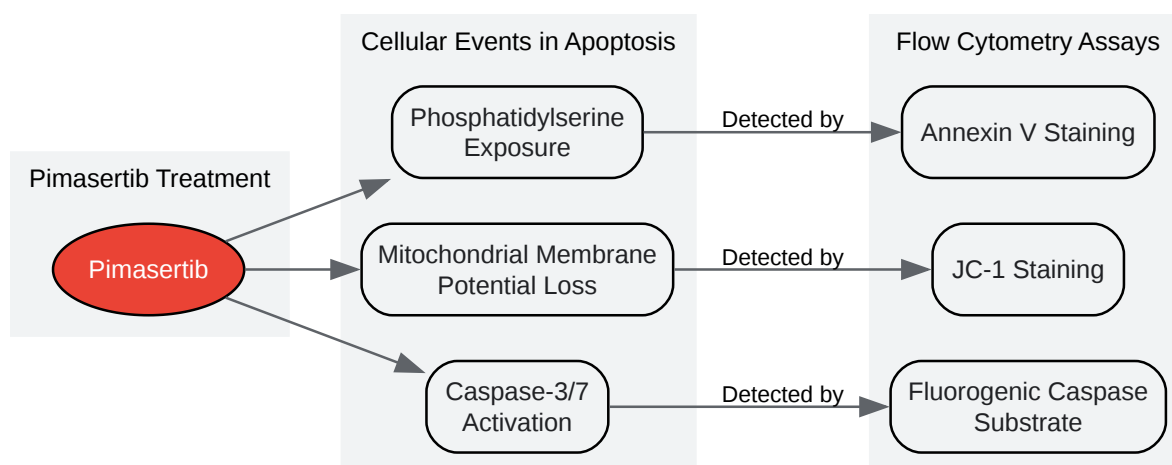 Pimasertib Treatment
Pimasertib
Cellular Events in Apoptosis
Phosphatidylserine
Exposure
Mitochondrial Membrane
Potential Loss
Caspase-3/7
Activation
Detected by
Detected by
Detected by
Flow Cytometry Assays
Annexin V Staining
JC-1 Staining
Fluorogenic Caspase
Substrate